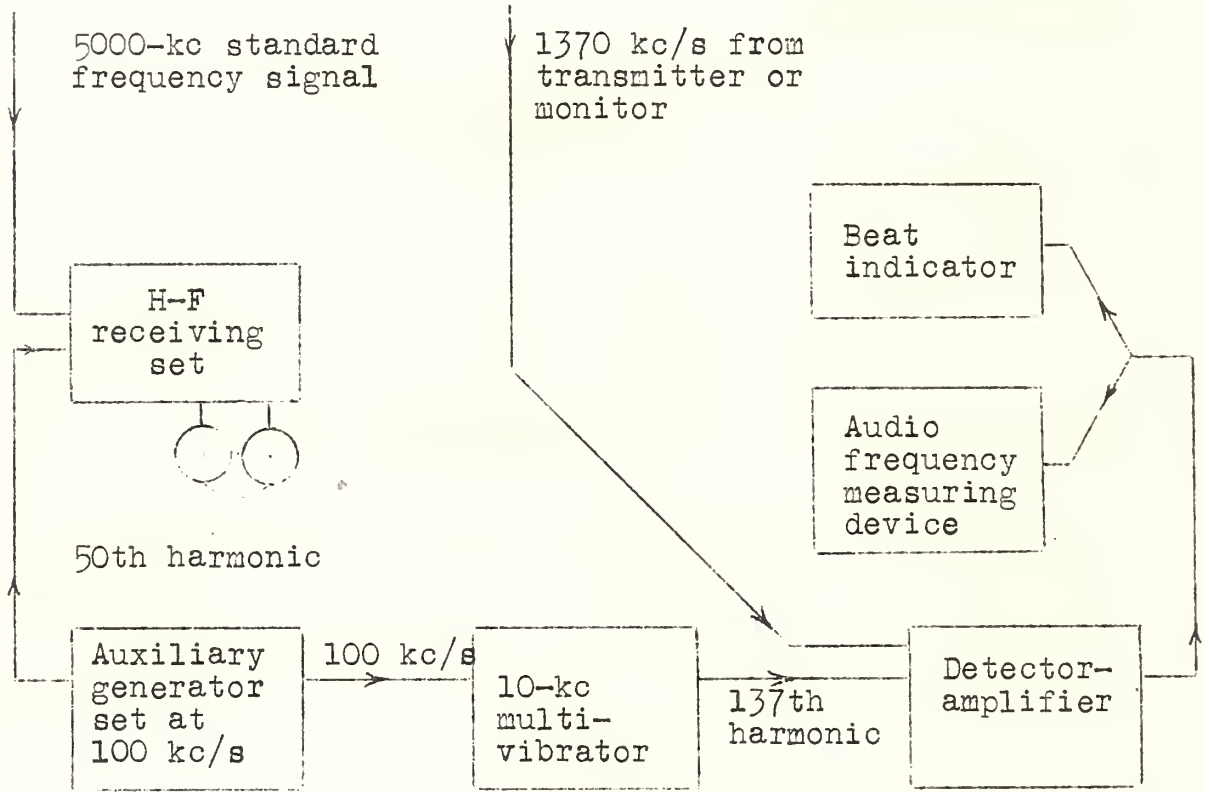 5000-kc standard
frequency signal
1370 kc/s from
transmitter or
monitor
Beat
indicator
H-F
receiving
set
Audio
frequency
measuring
device
50th harmonic
Auxiliary
generator
set at
100 kc/s
100 kc/s
10-kc
multi-
vibrator
137th
harmonic
Detector-
amplifier